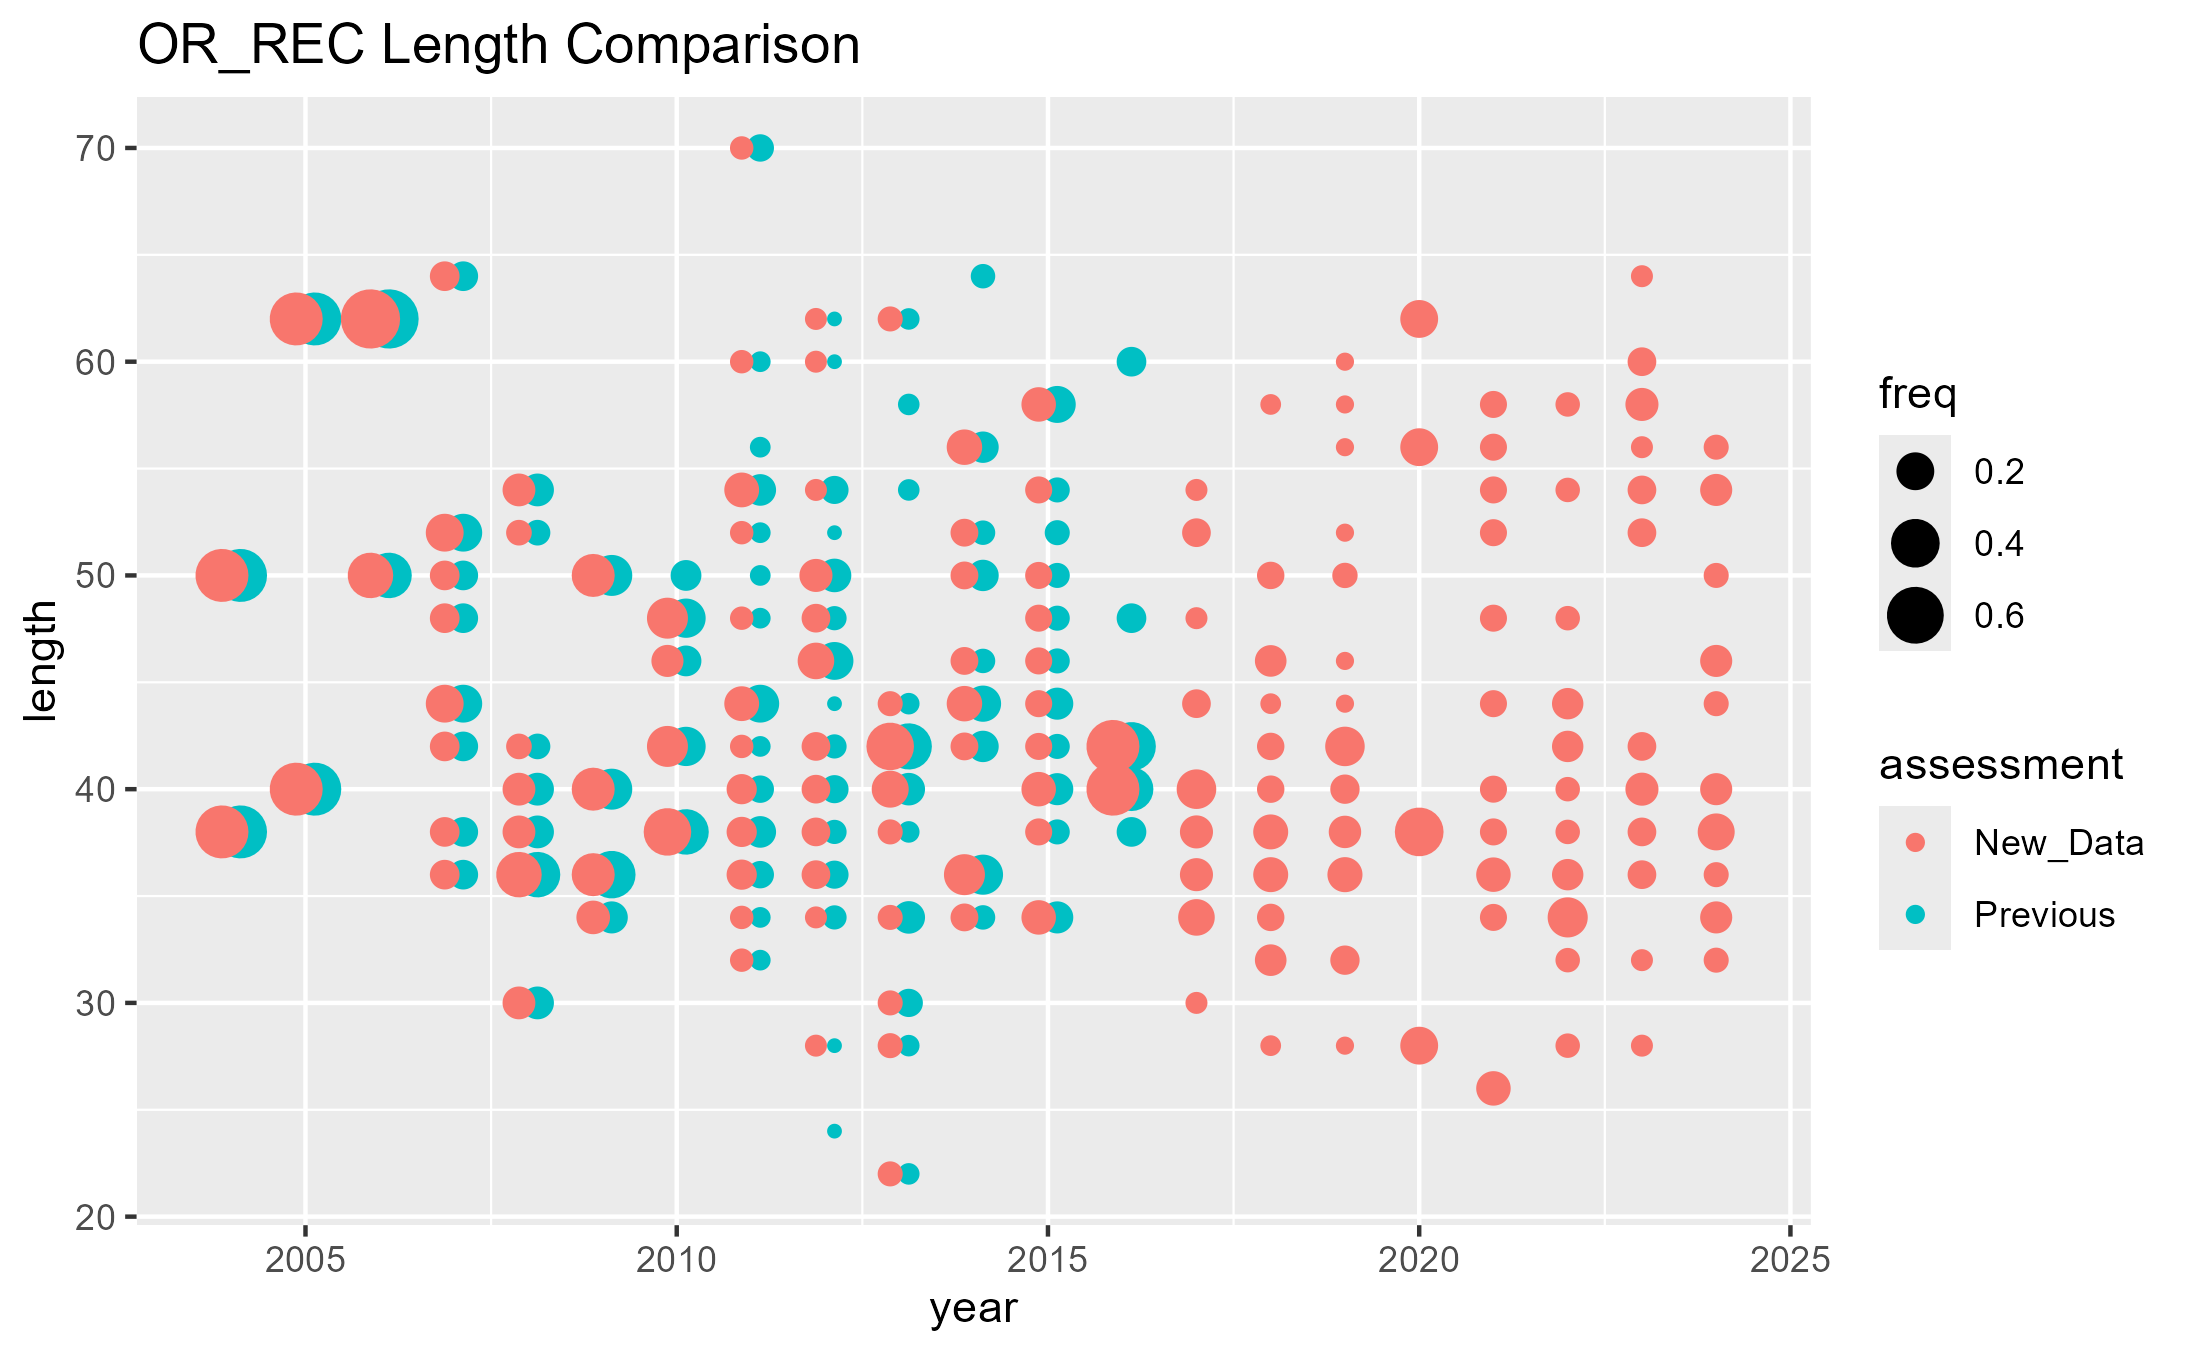 OR_REC Length Comparison
70
60
50
40
30
20
length
2005 2010 2015 2020 2025
year
freq
0.2
0.4
0.6
assessment
New_Data
Previous